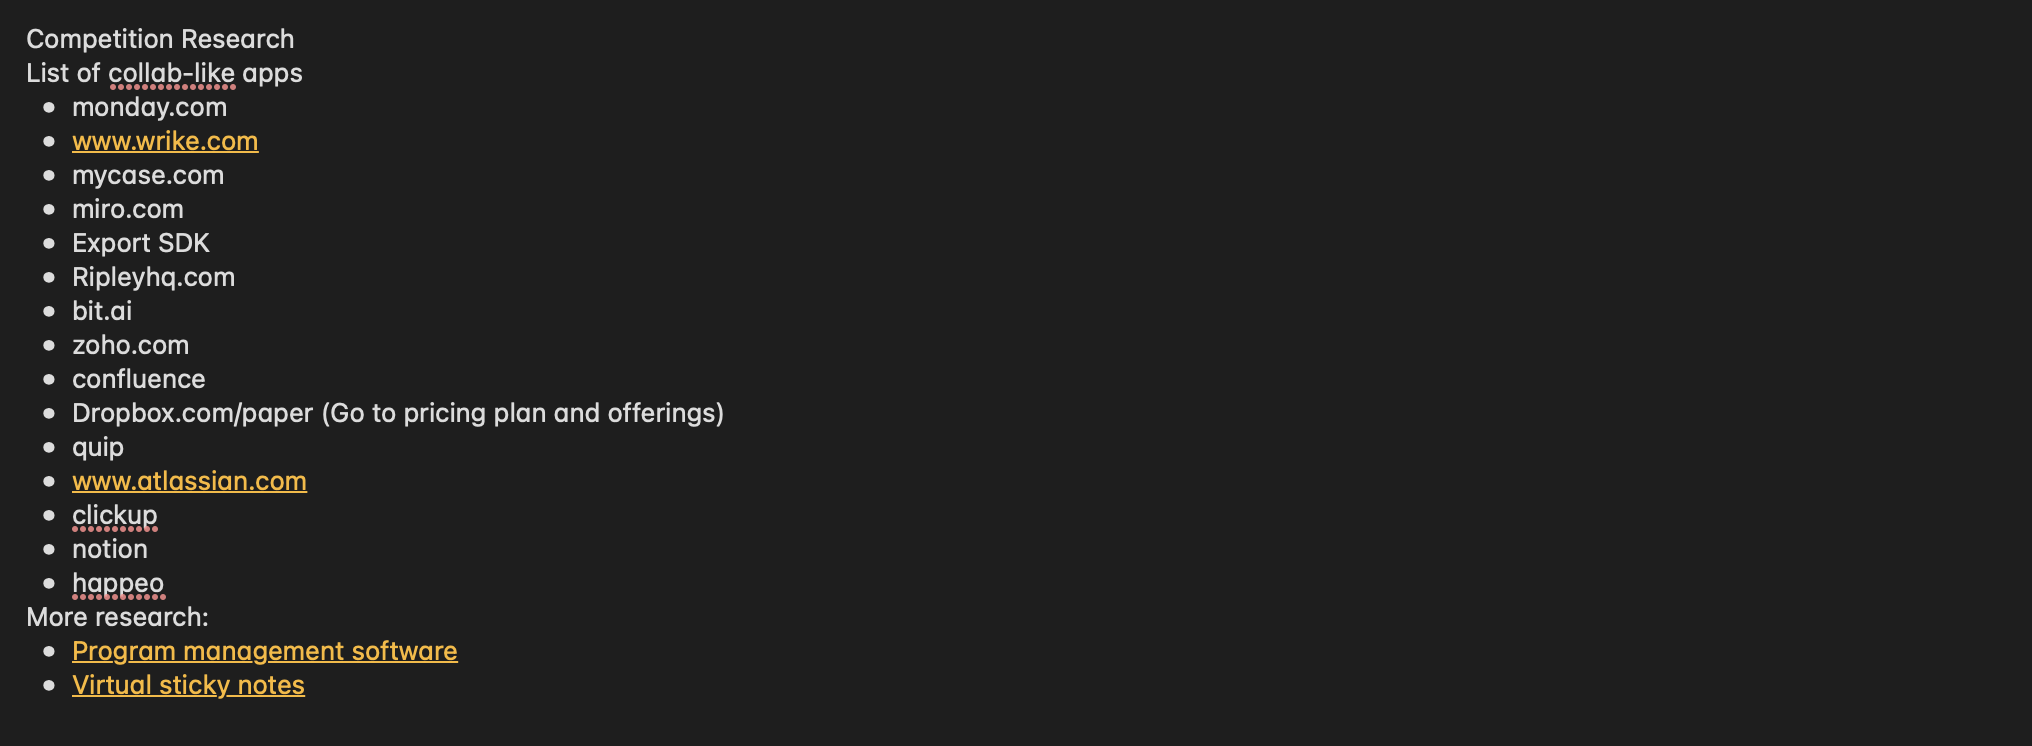 Competition Research
List of collab-like apps
• monday.com
• www.wrike.com
• mycase.com
• miro.com
• Export SDK
• Ripleyhq.com
• bit.ai
• zoho.com
• confluence
• Dropbox.com/paper (Go to pricing plan and offerings)
• quip
• www.atlassian.com
• clickup
• notion
• happeo
More research:
• Program management software
• Virtual sticky notes